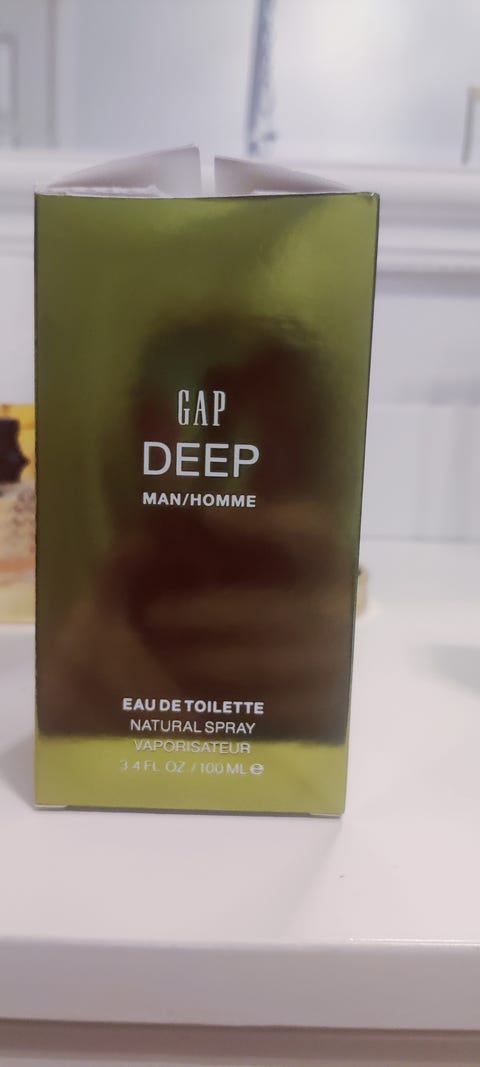 GAP
DEEP
MAN/HOMME
EAU DE TOILETTE
NATURAL SPRAY
VAPORISATEUR
3.4 FL. OZ. / 100 ML ℮